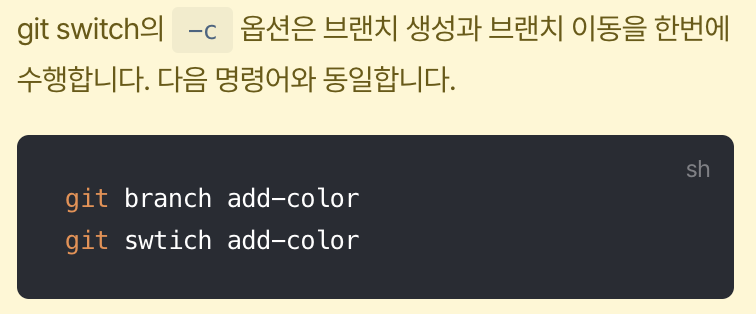 git switch의 -c 옵션은 브랜치 생성과 브랜치 이동을 한번에
수행합니다. 다음 명령어와 동일합니다.
sh
git branch add-color
git swtich add-color